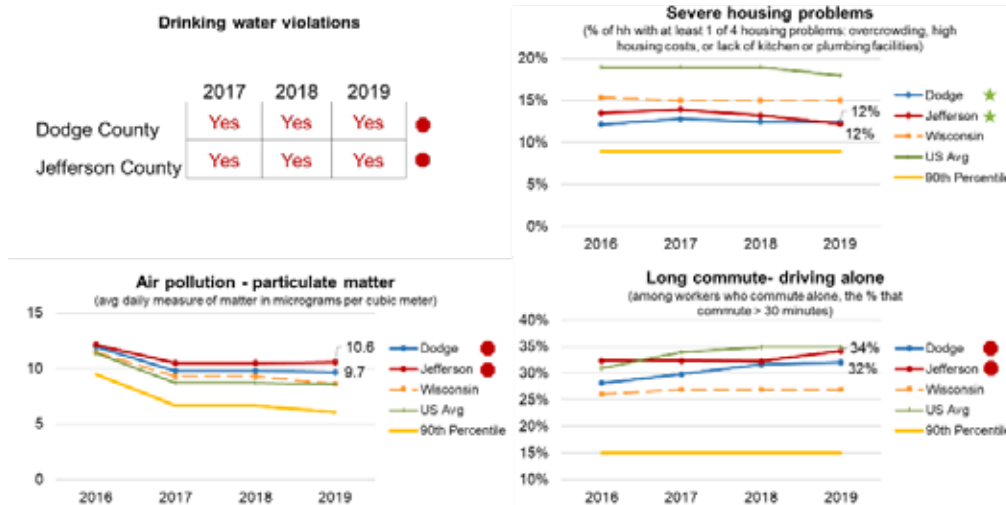 Drinking water violations
2017 2018 2019
Dodge County Yes Yes Yes
Jefferson County Yes Yes Yes
Severe housing problems
(% of hh with at least 1 of 4 housing problems: overcrowding, high
housing costs, or lack of kitchen or plumbing facilities)
20%
15%
10%
5%
0%
2016 2017 2018 2019
12%
12%
Dodge
Jefferson
Wisconsin
US Avg
90th Percentile
Air pollution - particulate matter
(avg daily measure of matter in micrograms per cubic meter)
15
10
5
0
2016 2017 2018 2019
10.6
9.7
Dodge
Jefferson
Wisconsin
US Avg
90th Percentile
Long commute- driving alone
(among workers who commute alone, the % that
commute > 30 minutes)
40%
35%
30%
25%
20%
15%
10%
2016 2017 2018 2019
34%
32%
Dodge
Jefferson
Wisconsin
US Avg
90th Percentile